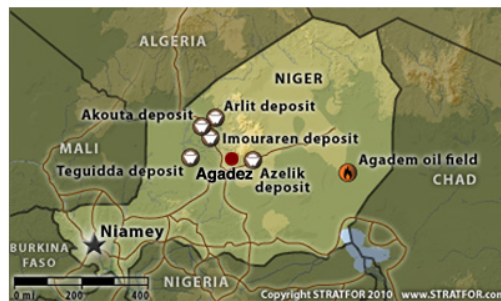 ALGERIA
NIGER
Arlit deposit
Akouta deposit
Imouraren deposit
MALI
Teguidda deposit
Agadez
Azelik
deposit
Agadem oil field
CHAD
Niamey
BURKINA
FASO
NIGERIA
0 mi
200
400
Copyright STRATFOR 2010 www.STRATFOR.com